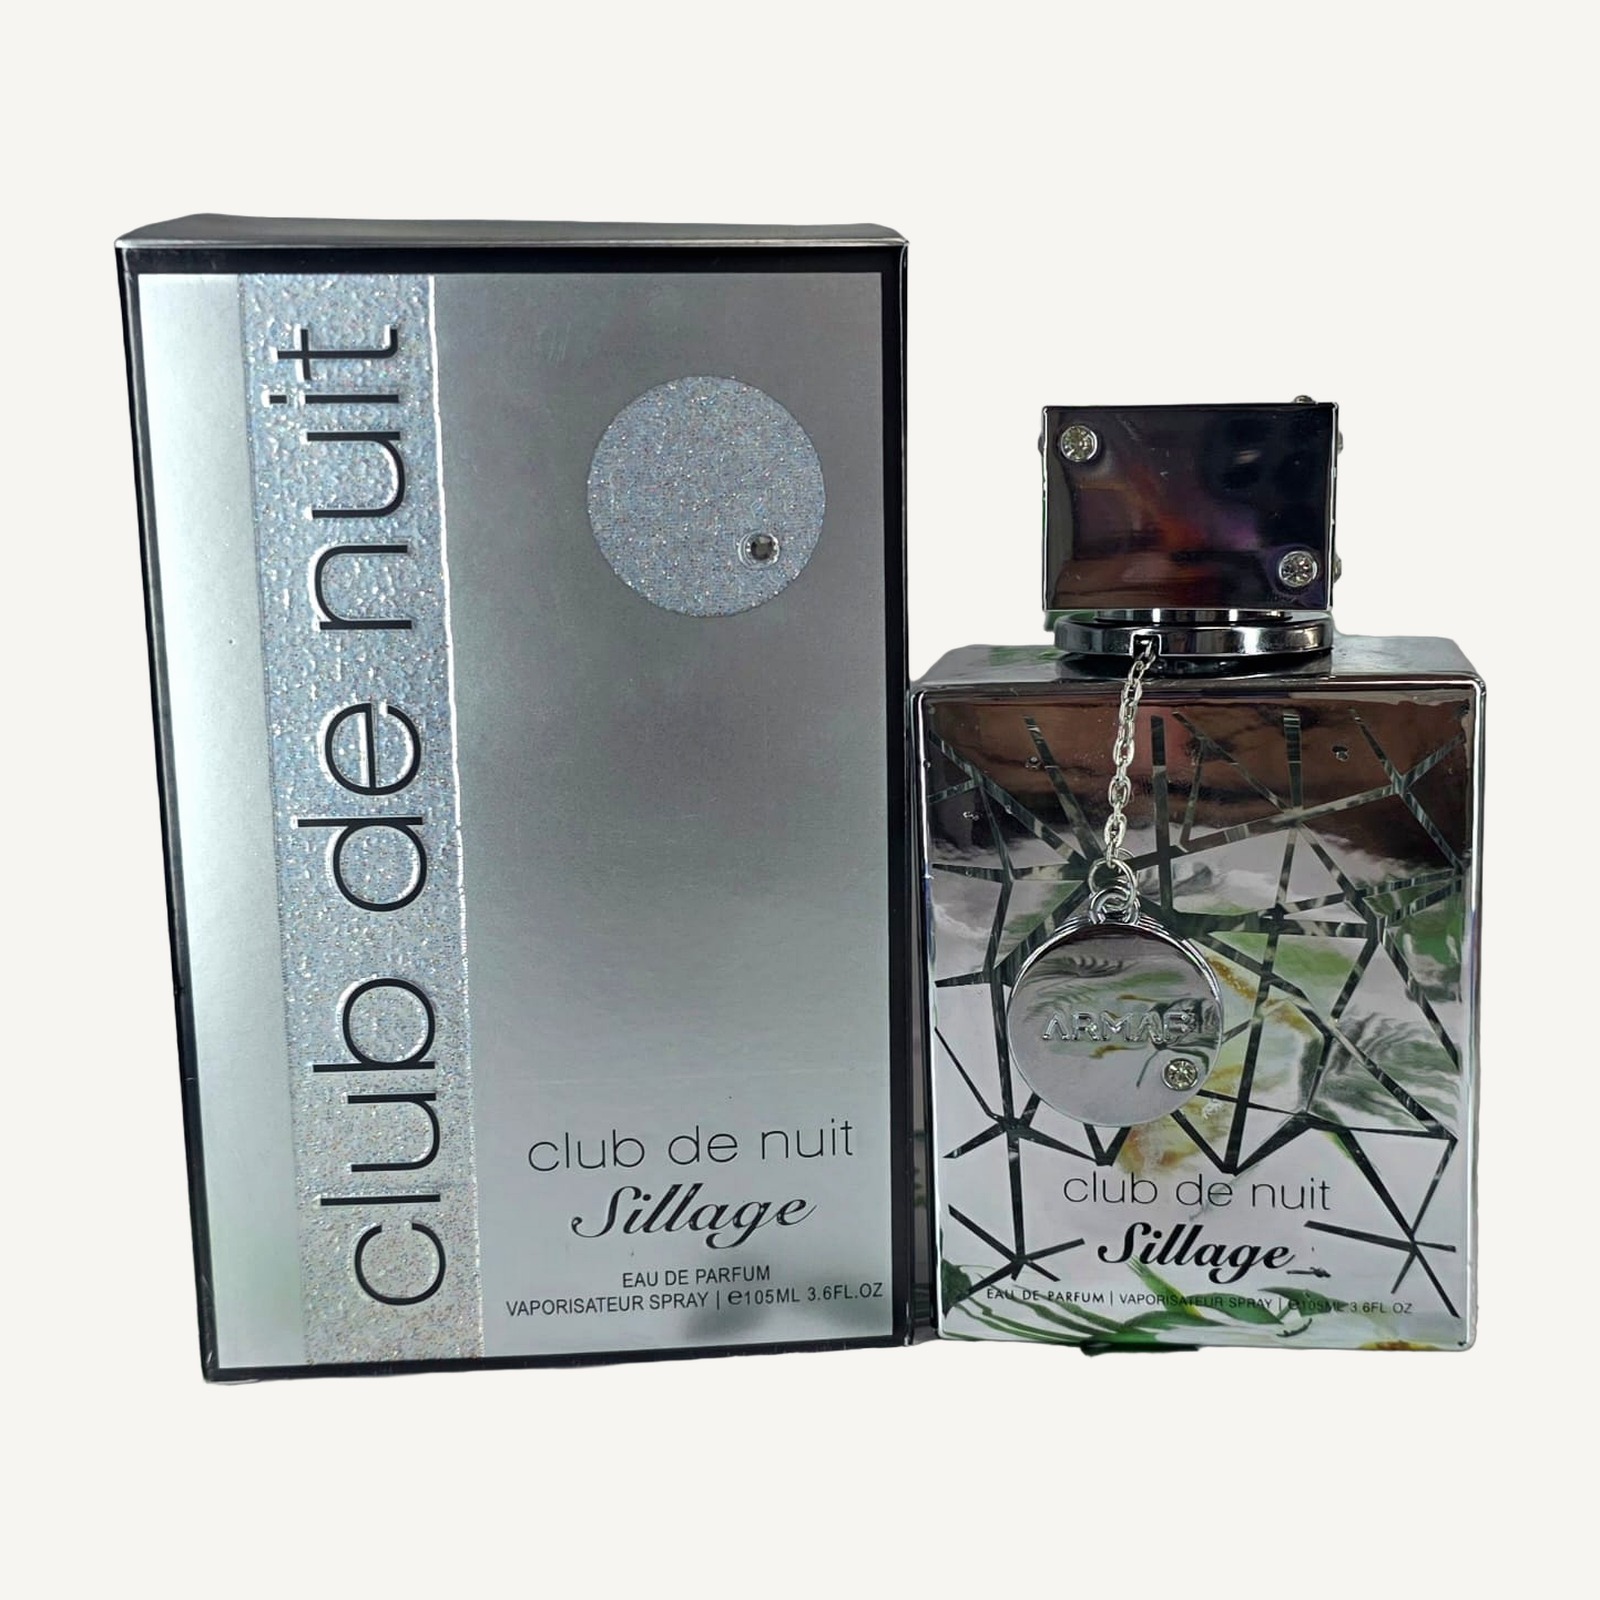 club de nuit
club de nuit
Sillage
EAU DE PARFUM
VAPORISATEUR SPRAY | ℮105ML 3.6FL.OZ
ARMAF
club de nuit
Sillage
EAU DE PARFUM | VAPORISATEUR SPRAY | ℮105ML 3.6FL.OZ